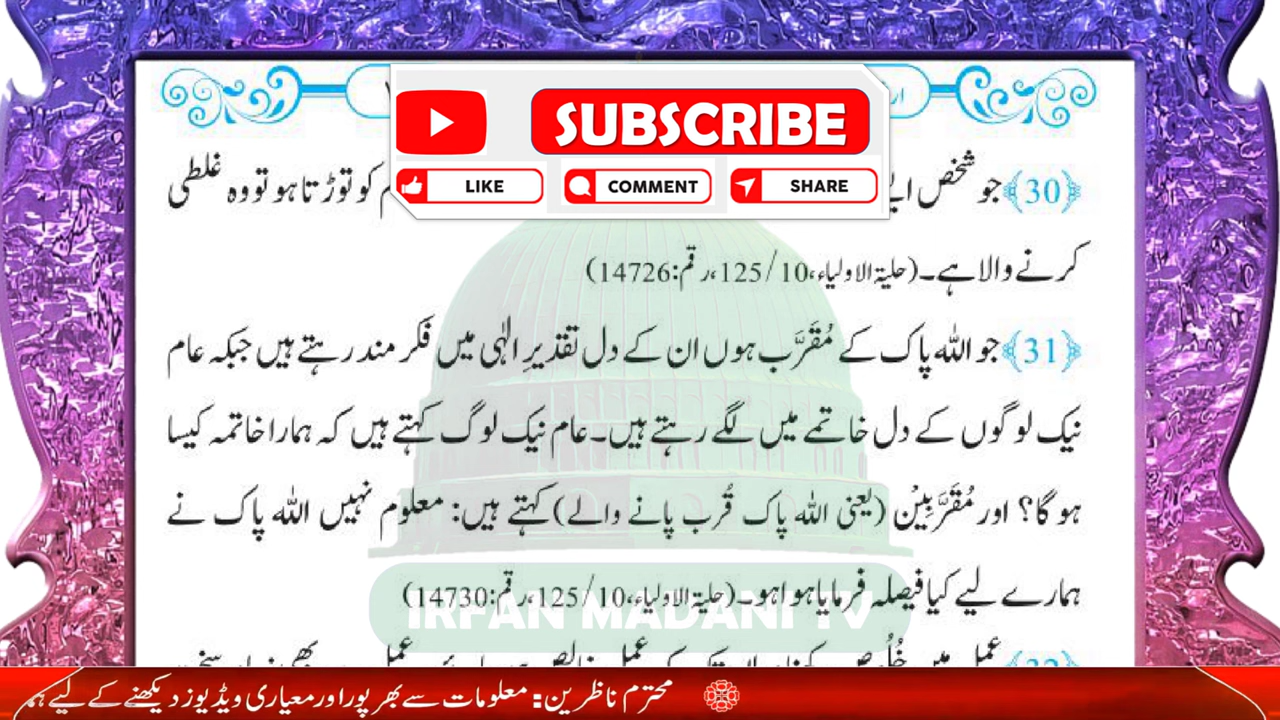 SUBSCRIBE
LIKE
COMMENT
SHARE
﴿30﴾ جو شخص کو توڑتا ہو تو وہ غلطی
کرنے والا ہے۔ (حلیۃ الاولیاء، 10/125، رقم:14726)
﴿31﴾ جو اللہ پاک کے مُقَرَّب ہوں ان کے دل تقدیرِ الٰہی میں فکر مند رہتے ہیں جبکہ عام
نیک لوگوں کے دل خاتمے میں لگے رہتے ہیں۔ عام نیک لوگ کہتے ہیں کہ ہمارا خاتمہ کیسا
ہو گا؟ اور مُقَرَّبِیْن (یعنی اللہ پاک قُرب پانے والے) کہتے ہیں: معلوم نہیں اللہ پاک نے
ہمارے لیے کیا فیصلہ فرمایا ہوا ہو۔ (حلیۃ الاولیاء، 10/125، رقم:14730)
IRFAN MADANI TV
محترم ناظرین: معلومات سے بھر پور اور معیاری ویڈیوز دیکھنے کے لیے